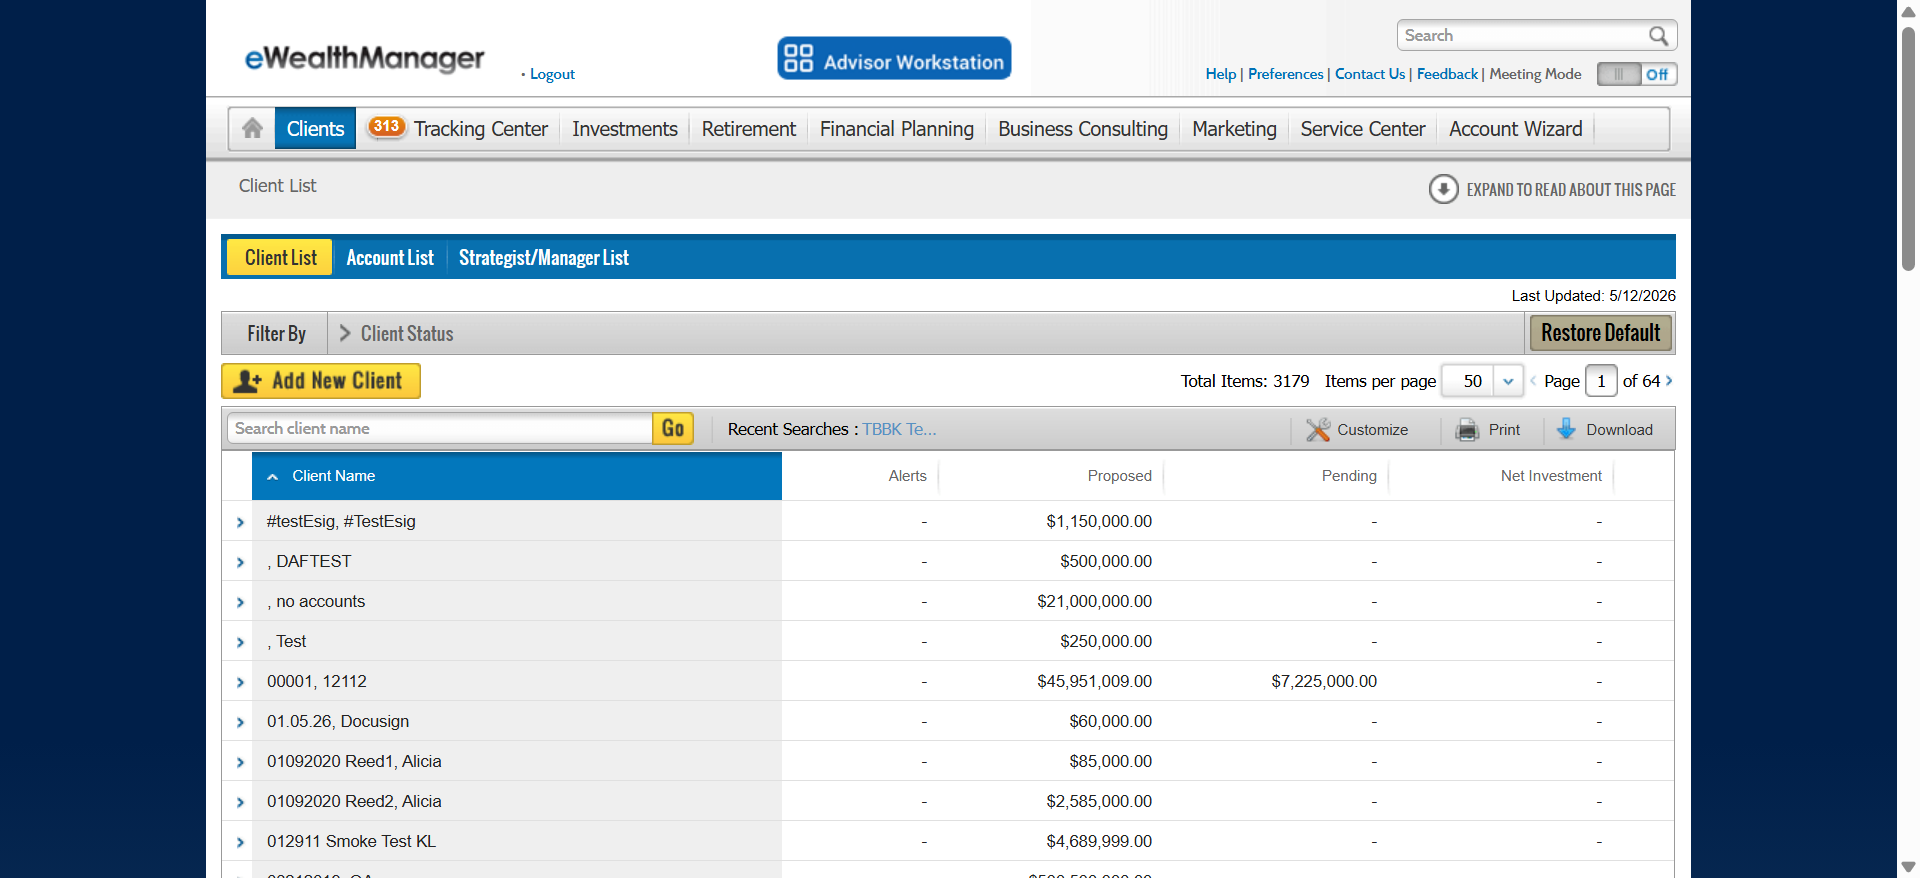 eWealthManager
• Logout
Advisor Workstation
Search
Help | Preferences | Contact Us | Feedback | Meeting Mode Off
Clients 313 Tracking Center Investments Retirement Financial Planning Business Consulting Marketing Service Center Account Wizard
Client List
EXPAND TO READ ABOUT THIS PAGE
Client List Account List Strategist/Manager List
Last Updated: 5/12/2026
Filter By Client Status Restore Default
Add New Client Total Items: 3179 Items per page 50 Page 1 of 64
Search client name Go Recent Searches : TBBK Te... Customize Print Download
Client Name Alerts Proposed Pending Net Investment
#testEsig, #TestEsig - $1,150,000.00 - -
, DAFTEST - $500,000.00 - -
, no accounts - $21,000,000.00 - -
, Test - $250,000.00 - -
00001, 12112 - $45,951,009.00 $7,225,000.00 -
01.05.26, Docusign - $60,000.00 - -
01092020 Reed1, Alicia - $85,000.00 - -
01092020 Reed2, Alicia - $2,585,000.00 - -
012911 Smoke Test KL - $4,689,999.00 - -